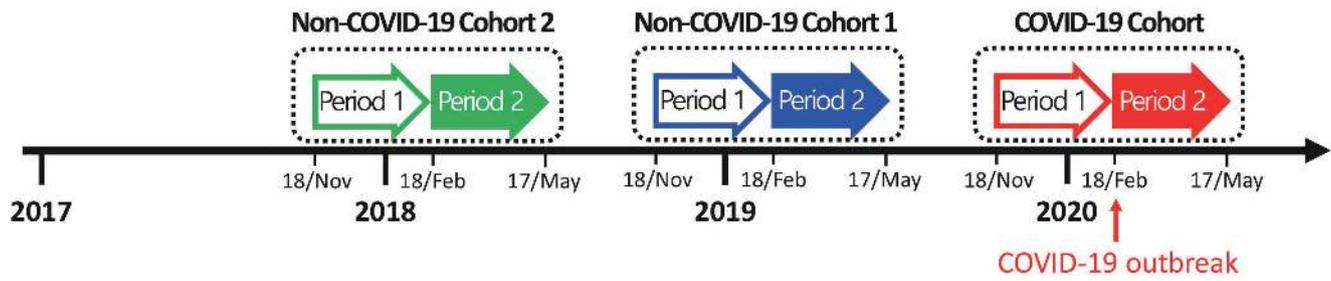 Non-COVID-19 Cohort 2 Non-COVID-19 Cohort 1 COVID-19 Cohort
Period 1 Period 2 Period 1 Period 2 Period 1 Period 2
18/Nov 18/Feb 17/May 18/Nov 18/Feb 17/May 18/Nov 18/Feb 17/May
2017 2018 2019 2020
COVID-19 outbreak